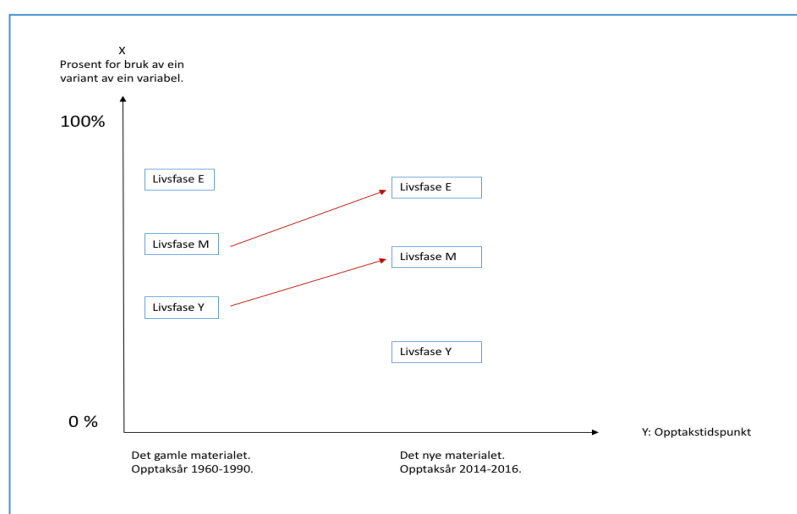 X
Prosent for bruk av ein
variant av ein variabel.
100%
Livsfase E
Livsfase E
Livsfase M
Livsfase M
Livsfase Y
Livsfase Y
0 %
Y: Opptakstidspunkt
Det gamle materialet.
Opptaksår 1960-1990.
Det nye materialet.
Opptaksår 2014-2016.